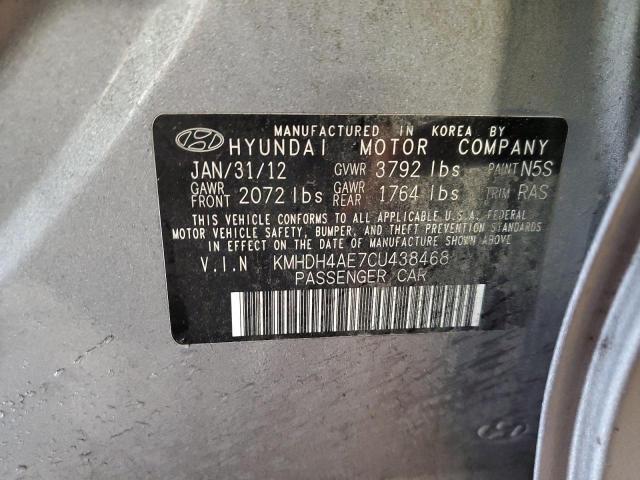 MANUFACTURED IN KOREA BY
HYUNDAI MOTOR COMPANY
JAN/31/12 GVWR 3792 lbs PAINT N5S
GAWR FRONT 2072 lbs GAWR REAR 1764 lbs TRIM RAS
THIS VEHICLE CONFORMS TO ALL APPLICABLE U.S.A. FEDERAL
MOTOR VEHICLE SAFETY, BUMPER, AND THEFT PREVENTION STANDARDS
IN EFFECT ON THE DATE OF MANUFACTURE SHOWN ABOVE.
V.I.N KMHDH4AE7CU438468
PASSENGER CAR